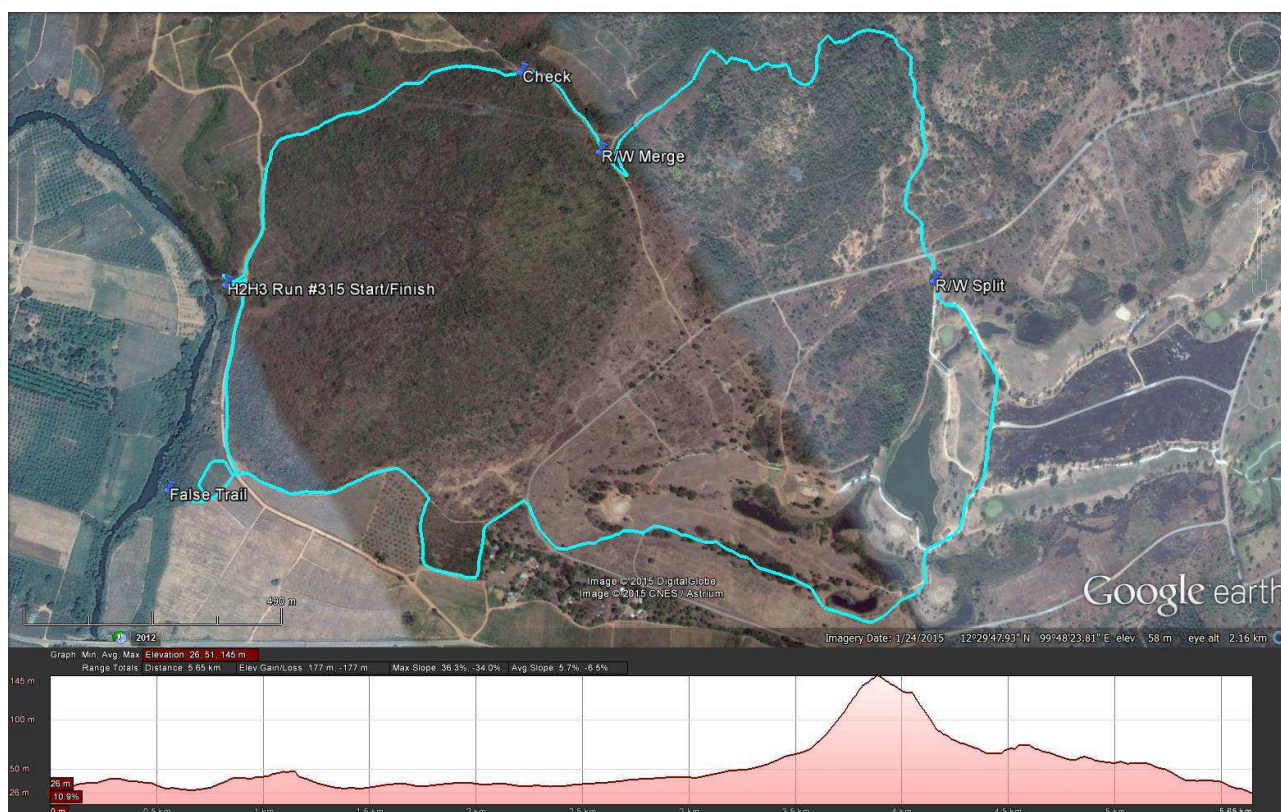 Check
R/W Merge
H2H3 Run #315 Start/Finish
R/W Split
False Trail
Image © 2015 DigitalGlobe
Image © 2015 CNES / Astrium
Google earth
490 m
2012
Imagery Date: 1/24/2015 12°29'47.93" N 99°48'23.81" E elev 58 m eye alt 2.16 km
Graph: Min, Avg, Max Elevation: 26, 51, 145 m
Range Totals: Distance: 5.65 km Elev Gain/Loss: 177 m, -177 m Max Slope: 36.3%, -34.0% Avg Slope: 5.7%, -6.5%
145 m
100 m
50 m
26 m
26 m
10.9%
0 m 0.5 km 1 km 1.5 km 2 km 2.5 km 3 km 3.5 km 4 km 4.5 km 5 km 5.65 km